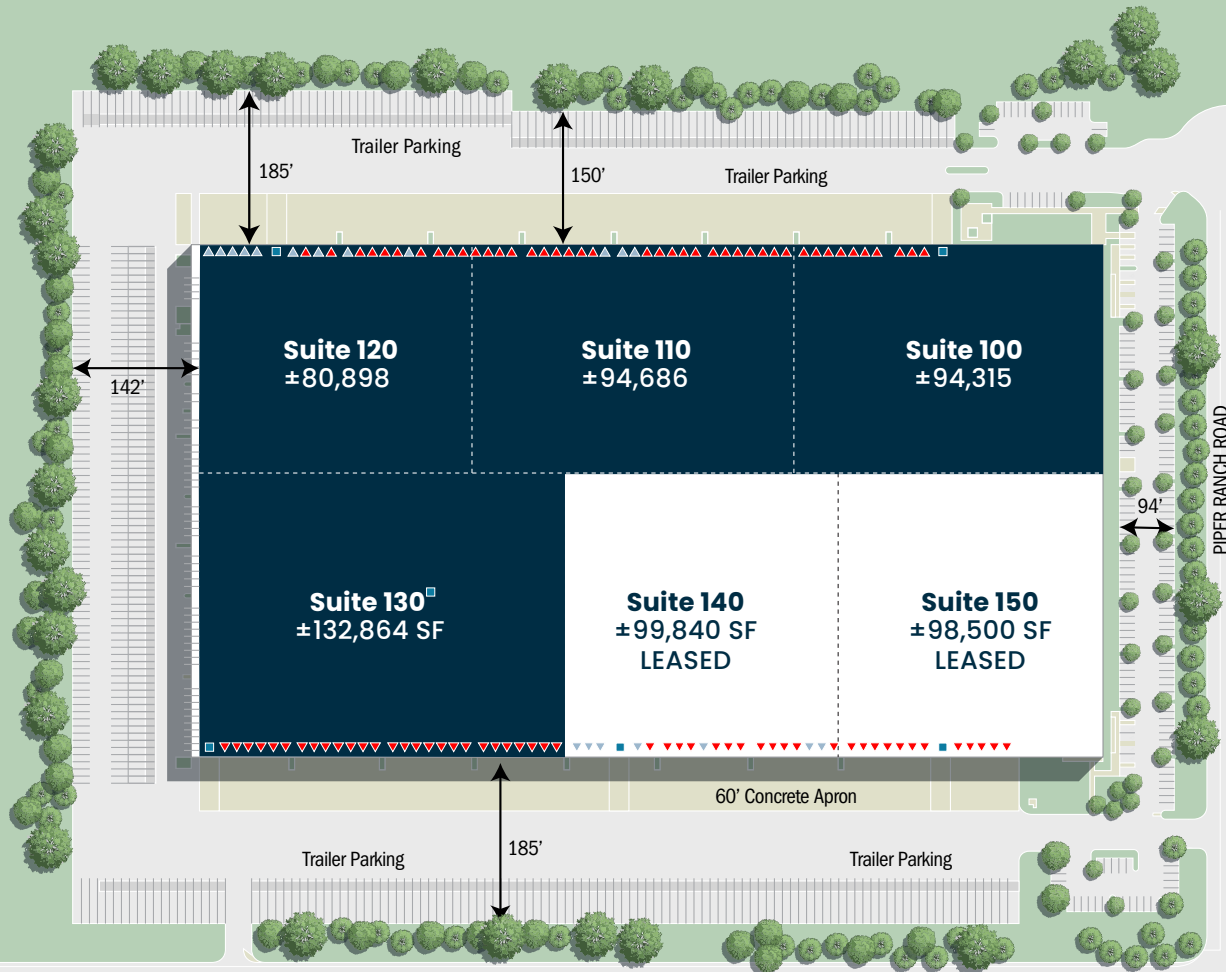 Trailer Parking
185’
150’
Trailer Parking
Suite 120
±80,898
Suite 110
±94,686
Suite 100
±94,315
142’
PIPER RANCH ROAD
94’
Suite 130
±132,864 SF
Suite 140
±99,840 SF
LEASED
Suite 150
±98,500 SF
LEASED
60’ Concrete Apron
185’
Trailer Parking
Trailer Parking